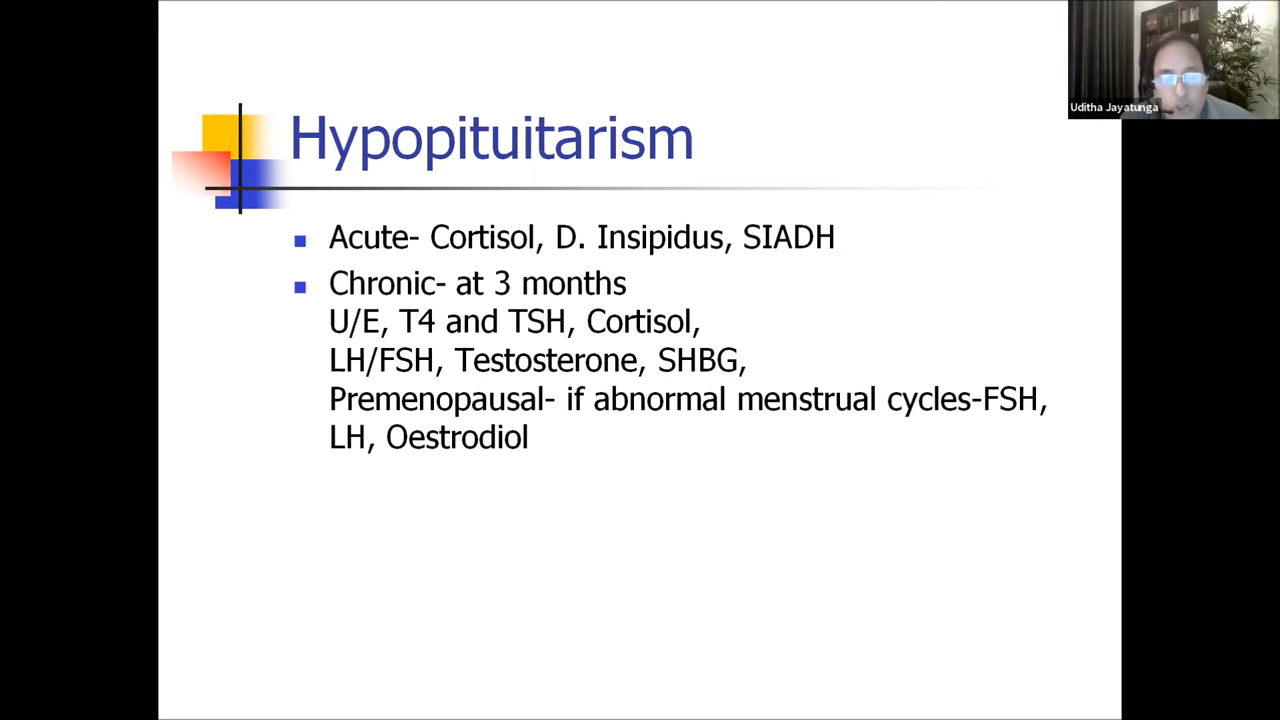 Uditha Jayatunga
Hypopituitarism
Acute- Cortisol, D. Insipidus, SIADH
Chronic- at 3 months
U/E, T4 and TSH, Cortisol,
LH/FSH, Testosterone, SHBG,
Premenopausal- if abnormal menstrual cycles-FSH,
LH, Oestrodiol